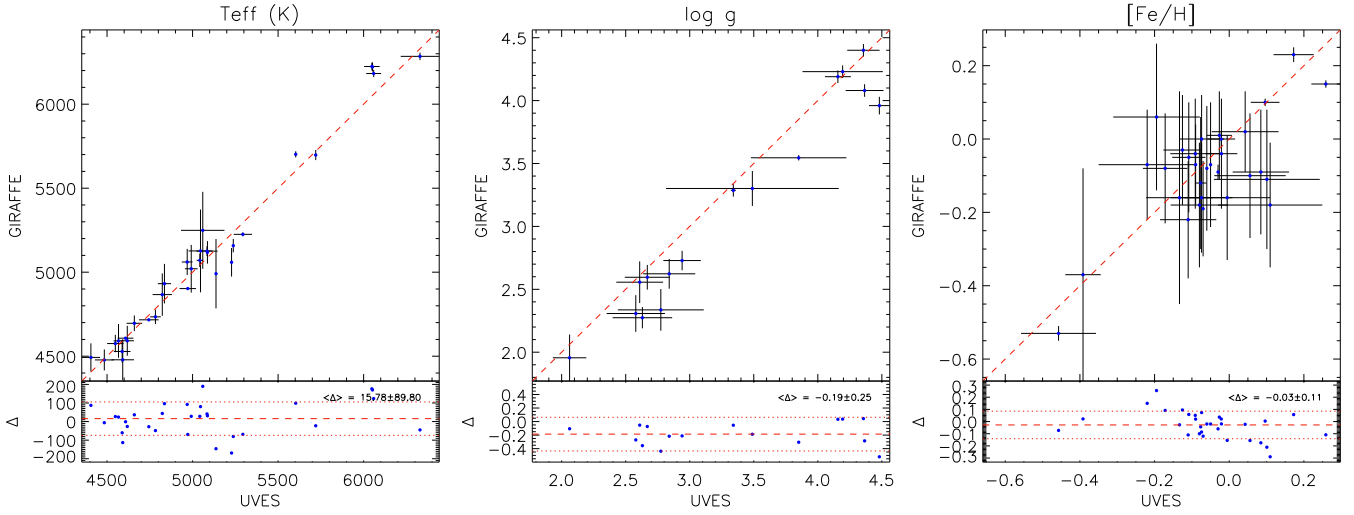 Teff (K)
GIRAFFE
6000
5500
5000
4500
<Δ> = 15.78±89.80
Δ
200
100
0
-100
-200
4500 5000 5500 6000
UVES
log g
GIRAFFE
4.5
4.0
3.5
3.0
2.5
2.0
<Δ> = -0.19±0.25
Δ
0.4
0.2
0.0
-0.2
-0.4
2.0 2.5 3.0 3.5 4.0 4.5
UVES
[Fe/H]
GIRAFFE
0.2
0.0
-0.2
-0.4
-0.6
<Δ> = -0.03±0.11
Δ
0.3
0.2
0.1
0.0
-0.1
-0.2
-0.3
-0.6 -0.4 -0.2 0.0 0.2
UVES